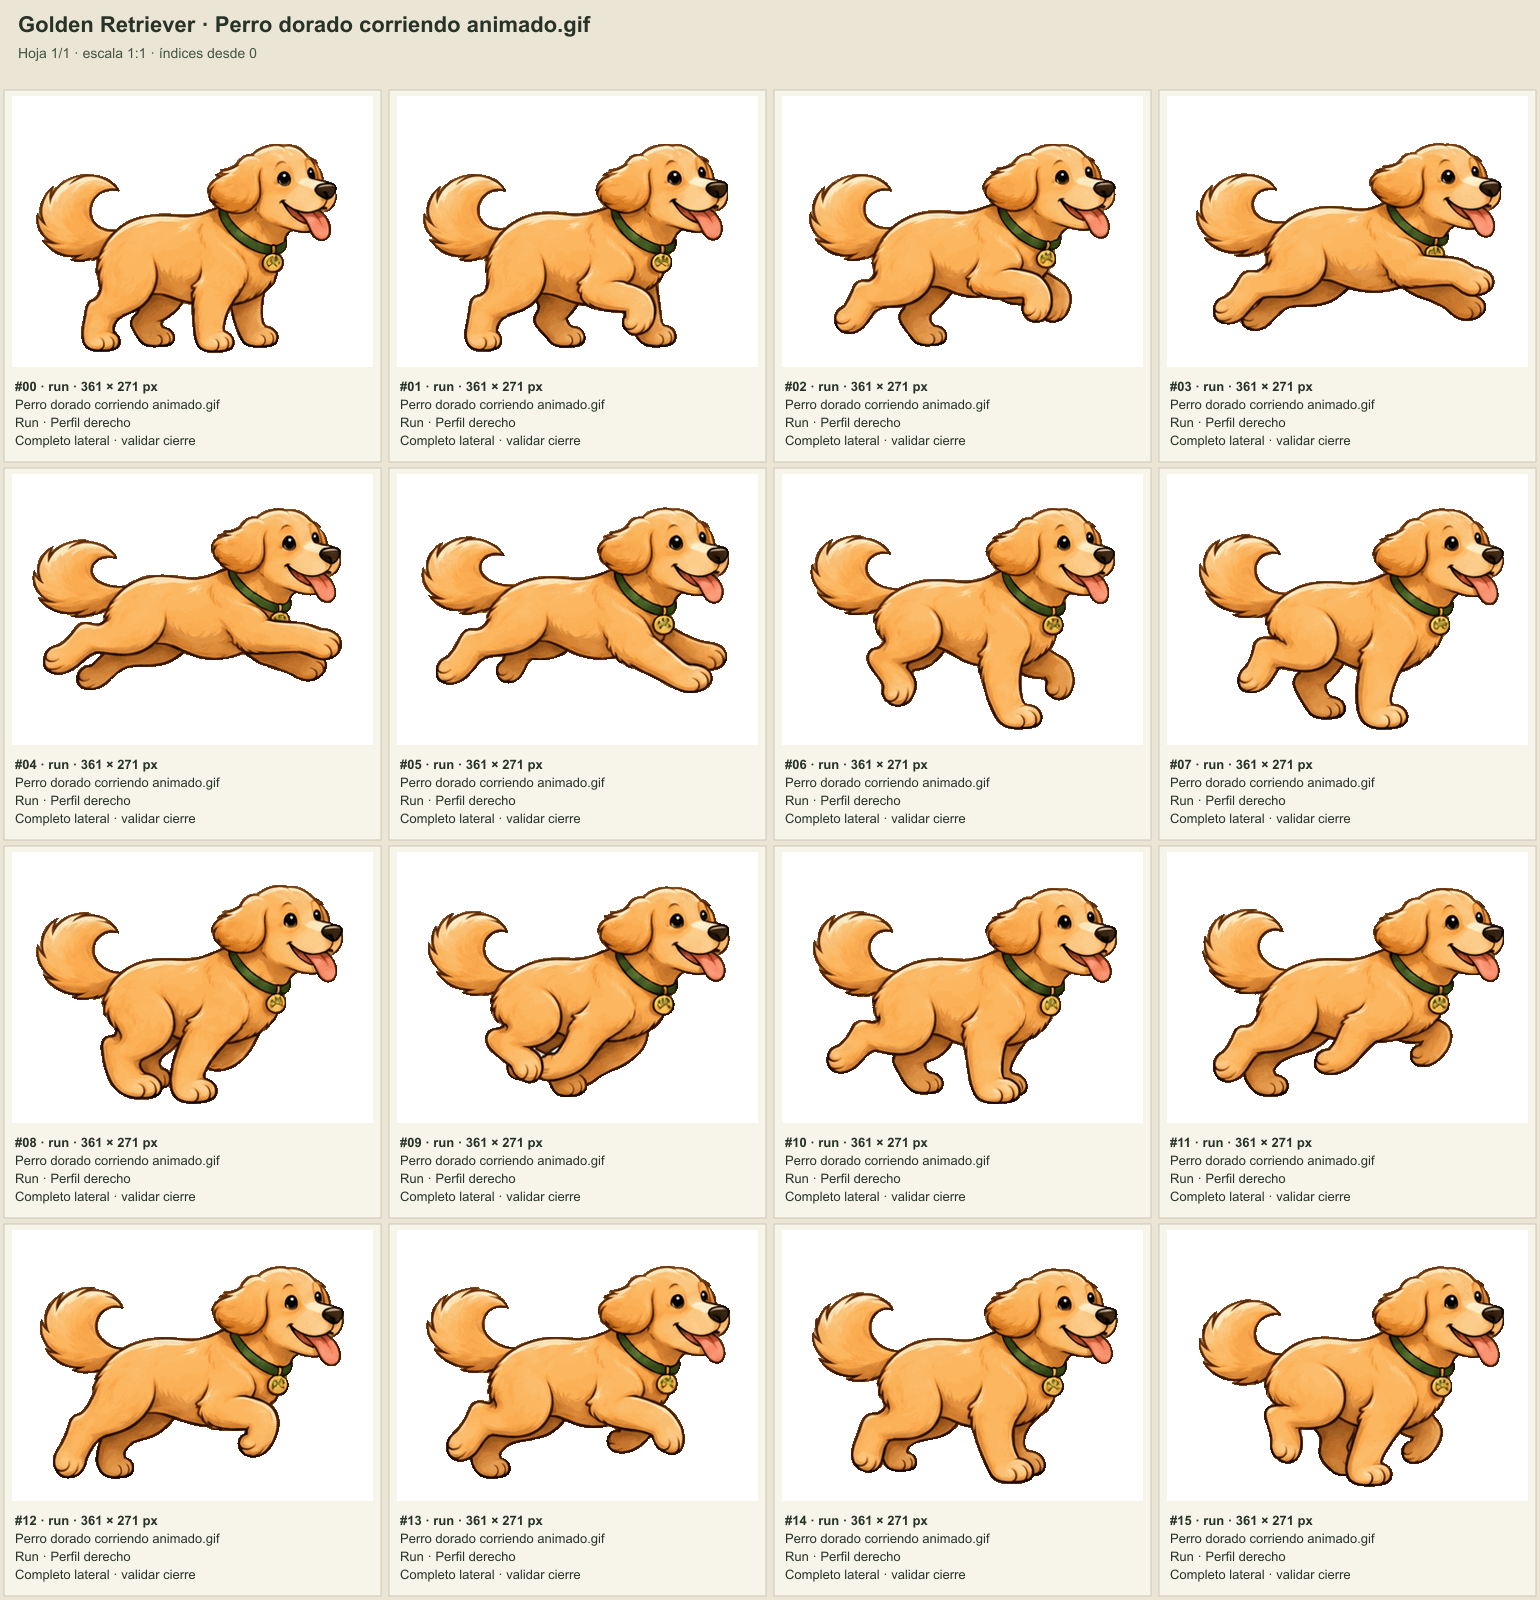 Golden Retriever · Perro dorado corriendo animado.gif
Hoja 1/1 · escala 1:1 · índices desde 0
#00 · run · 361 × 271 px
Perro dorado corriendo animado.gif
Run · Perfil derecho
Completo lateral · validar cierre
#01 · run · 361 × 271 px
Perro dorado corriendo animado.gif
Run · Perfil derecho
Completo lateral · validar cierre
#02 · run · 361 × 271 px
Perro dorado corriendo animado.gif
Run · Perfil derecho
Completo lateral · validar cierre
#03 · run · 361 × 271 px
Perro dorado corriendo animado.gif
Run · Perfil derecho
Completo lateral · validar cierre
#04 · run · 361 × 271 px
Perro dorado corriendo animado.gif
Run · Perfil derecho
Completo lateral · validar cierre
#05 · run · 361 × 271 px
Perro dorado corriendo animado.gif
Run · Perfil derecho
Completo lateral · validar cierre
#06 · run · 361 × 271 px
Perro dorado corriendo animado.gif
Run · Perfil derecho
Completo lateral · validar cierre
#07 · run · 361 × 271 px
Perro dorado corriendo animado.gif
Run · Perfil derecho
Completo lateral · validar cierre
#08 · run · 361 × 271 px
Perro dorado corriendo animado.gif
Run · Perfil derecho
Completo lateral · validar cierre
#09 · run · 361 × 271 px
Perro dorado corriendo animado.gif
Run · Perfil derecho
Completo lateral · validar cierre
#10 · run · 361 × 271 px
Perro dorado corriendo animado.gif
Run · Perfil derecho
Completo lateral · validar cierre
#11 · run · 361 × 271 px
Perro dorado corriendo animado.gif
Run · Perfil derecho
Completo lateral · validar cierre
#12 · run · 361 × 271 px
Perro dorado corriendo animado.gif
Run · Perfil derecho
Completo lateral · validar cierre
#13 · run · 361 × 271 px
Perro dorado corriendo animado.gif
Run · Perfil derecho
Completo lateral · validar cierre
#14 · run · 361 × 271 px
Perro dorado corriendo animado.gif
Run · Perfil derecho
Completo lateral · validar cierre
#15 · run · 361 × 271 px
Perro dorado corriendo animado.gif
Run · Perfil derecho
Completo lateral · validar cierre